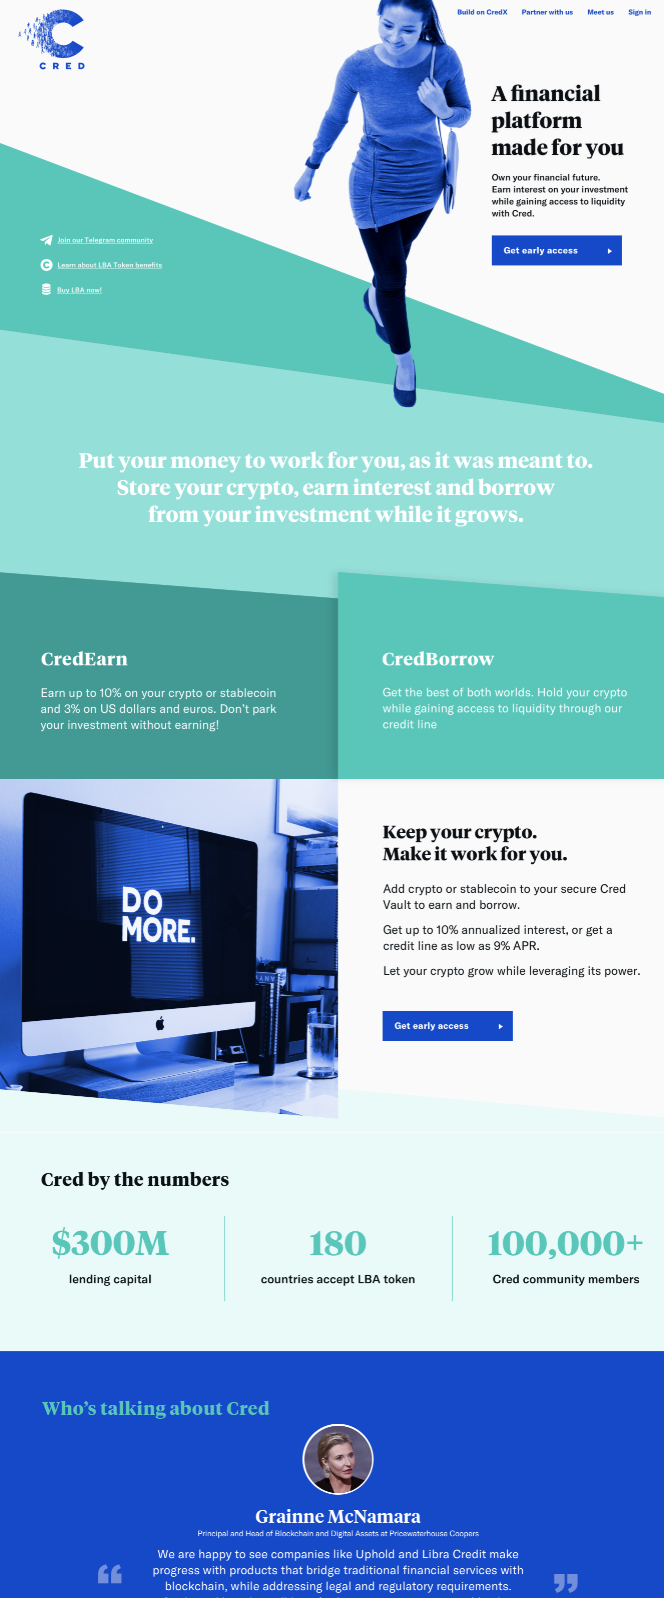 CRED
Build on CredX Partner with us Meet us Sign in
A financial
platform
made for you
Own your financial future.
Earn interest on your investment
while gaining access to liquidity
with Cred.
Get early access
Join our Telegram community
Learn about LBA Token benefits
Buy LBA now!
Put your money to work for you, as it was meant to.
Store your crypto, earn interest and borrow
from your investment while it grows.
CredEarn
Earn up to 10% on your crypto or stablecoin
and 3% on US dollars and euros. Don't park
your investment without earning!
CredBorrow
Get the best of both worlds. Hold your crypto
while gaining access to liquidity through our
credit line
DO
MORE.
Keep your crypto.
Make it work for you.
Add crypto or stablecoin to your secure Cred
Vault to earn and borrow.
Get up to 10% annualized interest, or get a
credit line as low as 9% APR.
Let your crypto grow while leveraging its power.
Get early access
Cred by the numbers
$300M
lending capital
180
countries accept LBA token
100,000+
Cred community members
Who's talking about Cred
Grainne McNamara
Principal and Head of Blockchain and Digital Assets at Pricewaterhouse Coopers
“
We are happy to see companies like Uphold and Libra Credit make
progress with products that bridge traditional financial services with
blockchain, while addressing legal and regulatory requirements.
”